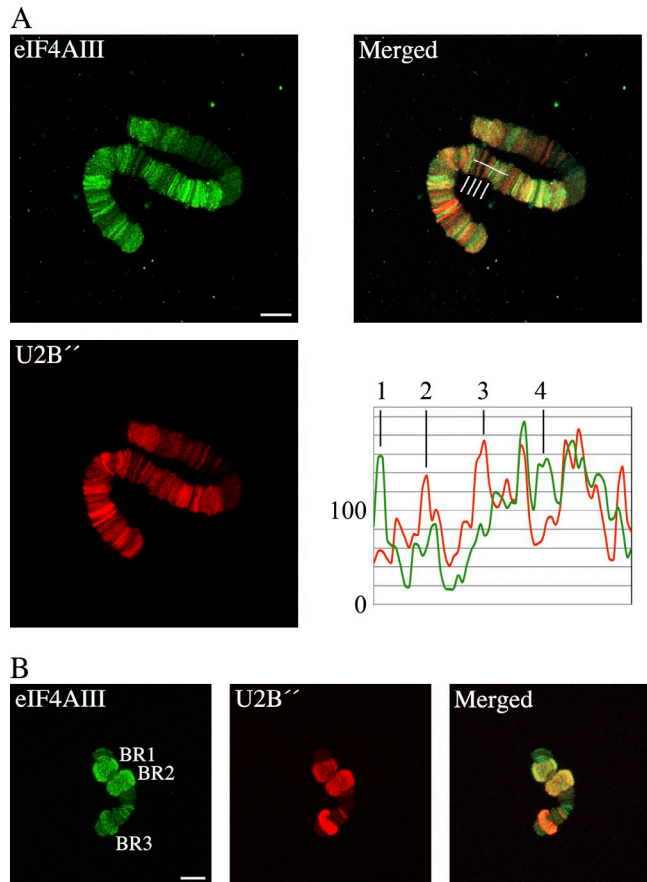 A
eIF4AIII
Merged
U2B´´
1 2 3 4
100
0
B
eIF4AIII
U2B´´
Merged
BR1
BR2
BR3